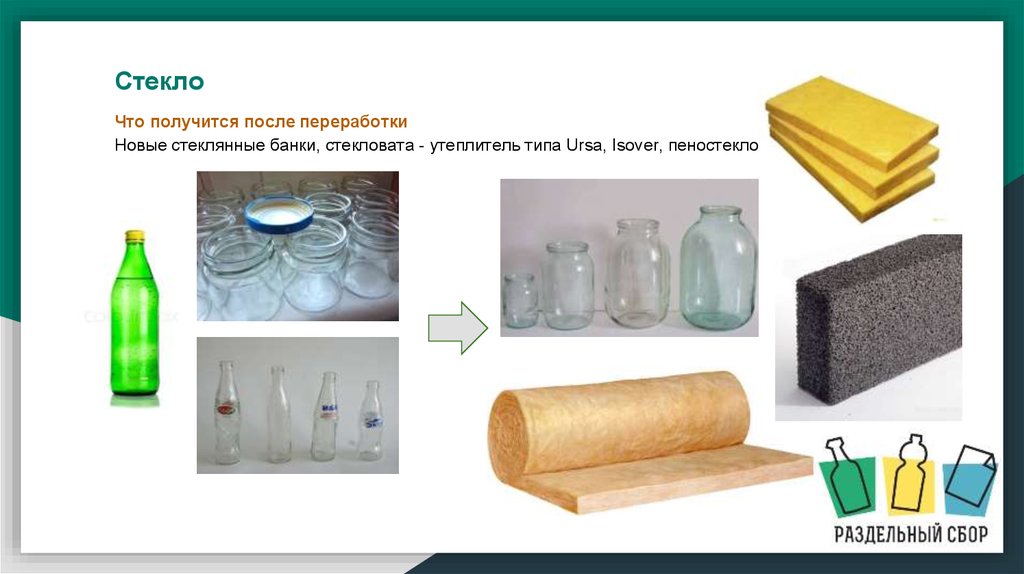 Стекло
Что получится после переработки
Новые стеклянные банки, стекловата - утеплитель типа Ursa, Isover, пеностекло
РАЗДЕЛЬНЫЙ СБОР